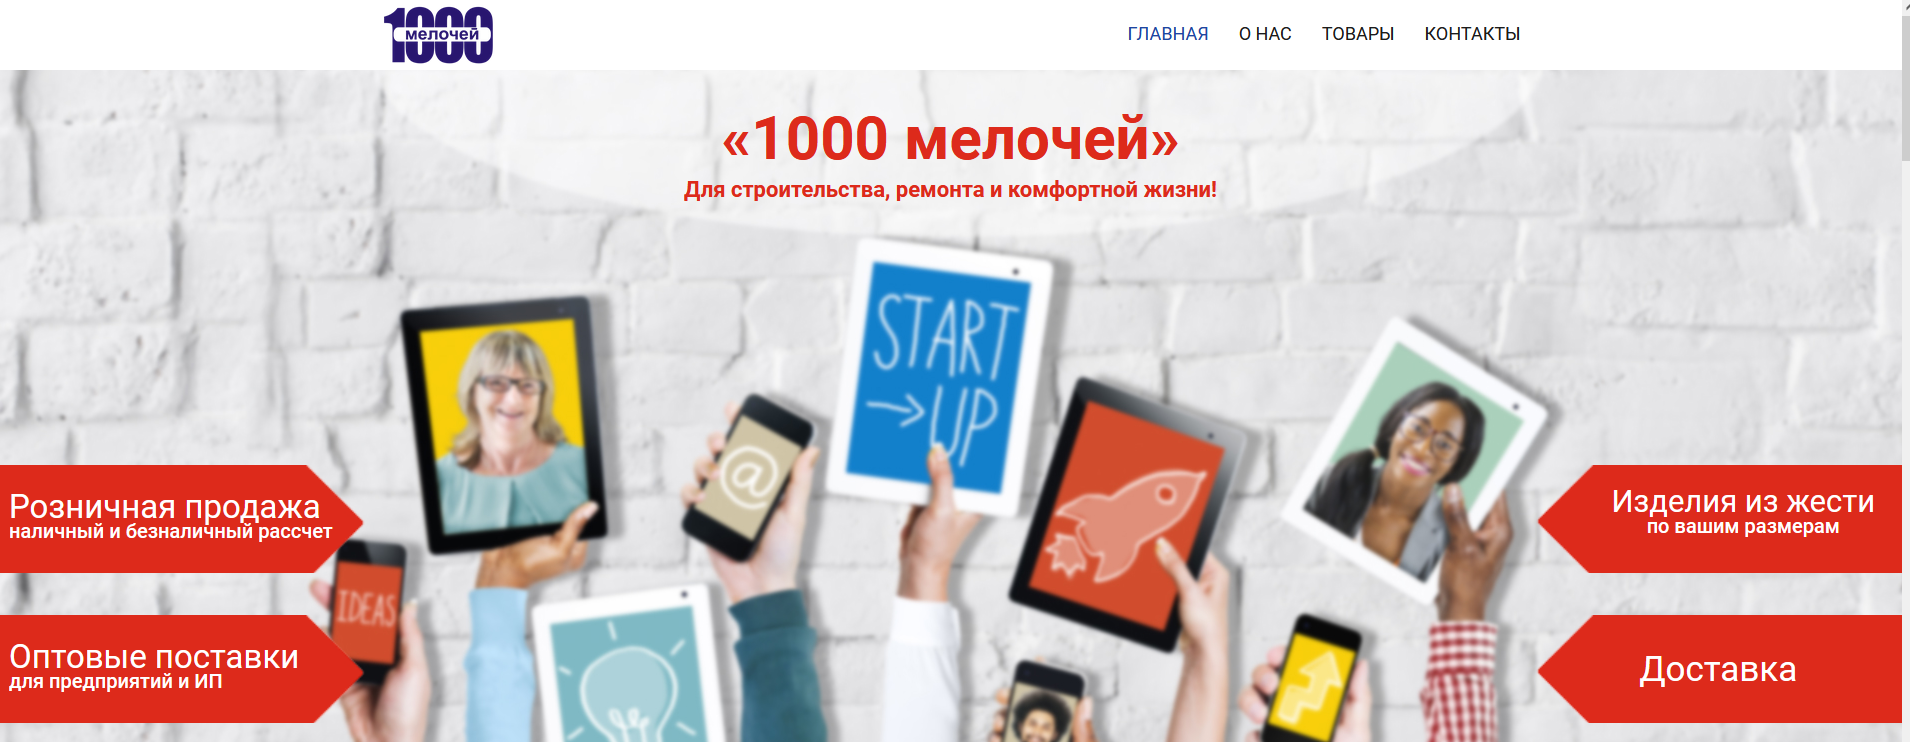 1000
мелочей
ГЛАВНАЯ О НАС ТОВАРЫ КОНТАКТЫ
«1000 мелочей»
Для строительства, ремонта и комфортной жизни!
START
→UP
@
Розничная продажа
наличный и безналичный рассчет
Изделия из жести
по вашим размерам
IDEAS
Оптовые поставки
для предприятий и ИП
Доставка